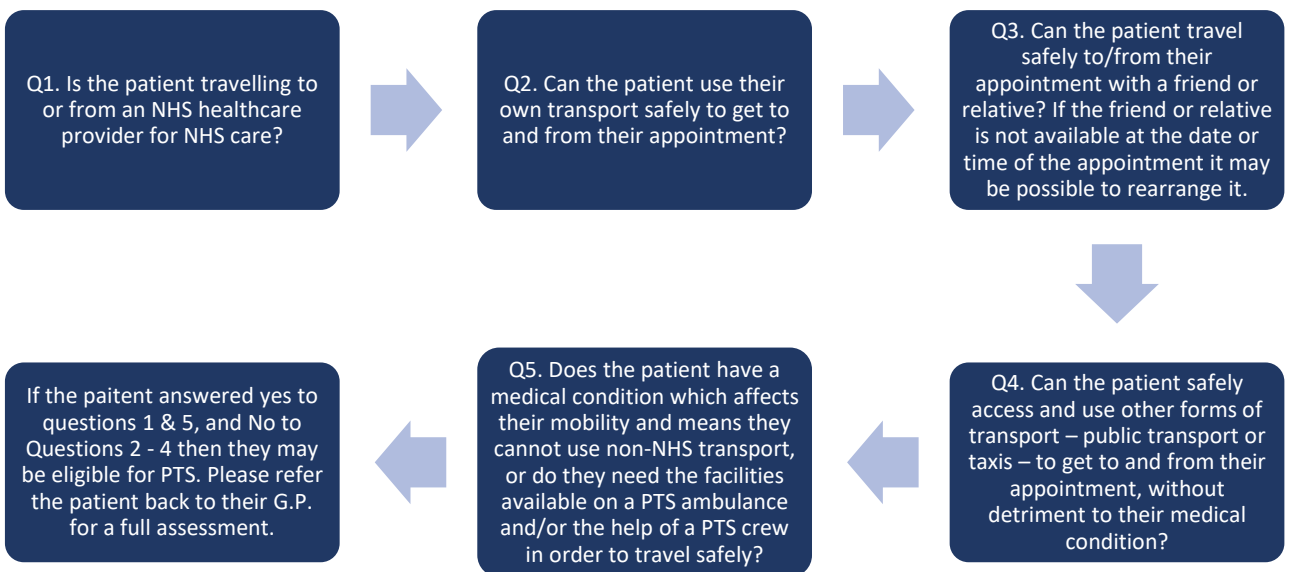 Q1. Is the patient travelling to
or from an NHS healthcare
provider for NHS care?
Q2. Can the patient use their
own transport safely to get to
and from their appointment?
Q3. Can the patient travel
safely to/from their
appointment with a friend or
relative? If the friend or relative
is not available at the date or
time of the appointment it may
be possible to rearrange it.
Q4. Can the patient safely
access and use other forms of
transport – public transport or
taxis – to get to and from their
appointment, without
detriment to their medical
condition?
Q5. Does the patient have a
medical condition which affects
their mobility and means they
cannot use non-NHS transport,
or do they need the facilities
available on a PTS ambulance
and/or the help of a PTS crew
in order to travel safely?
If the paitent answered yes to
questions 1 & 5, and No to
Questions 2 - 4 then they may
be eligible for PTS. Please refer
the patient back to their G.P.
for a full assessment.